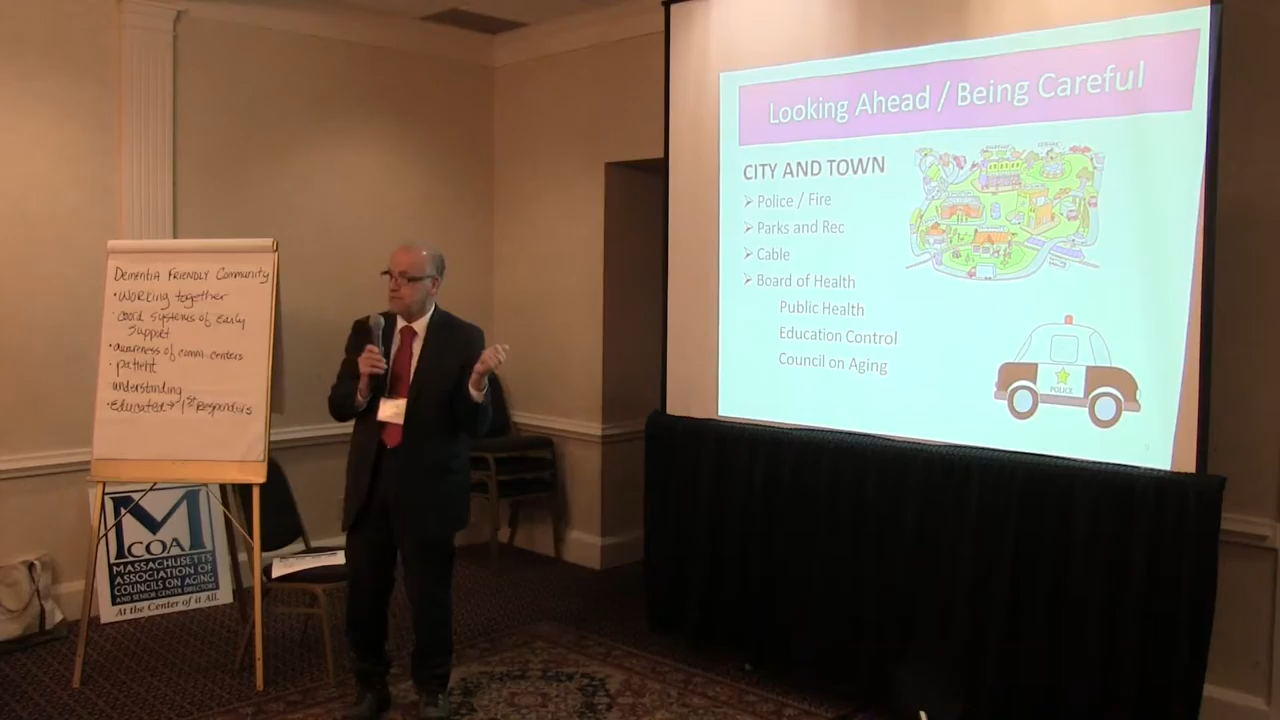 Dementia Friendly Community
• Working together
• Coord systems of Early
Support
• awareness of comm. centers
• patient
understanding
• Educated → 1st Responders
M
COA
MASSACHUSETTS
ASSOCIATION OF
COUNCILS ON AGING
AND SENIOR CENTER DIRECTORS
At the Center of it All
Looking Ahead / Being Careful
CITY AND TOWN
➢ Police / Fire
➢ Parks and Rec
➢ Cable
➢ Board of Health
Public Health
Education Control
Council on Aging
POLICE
9